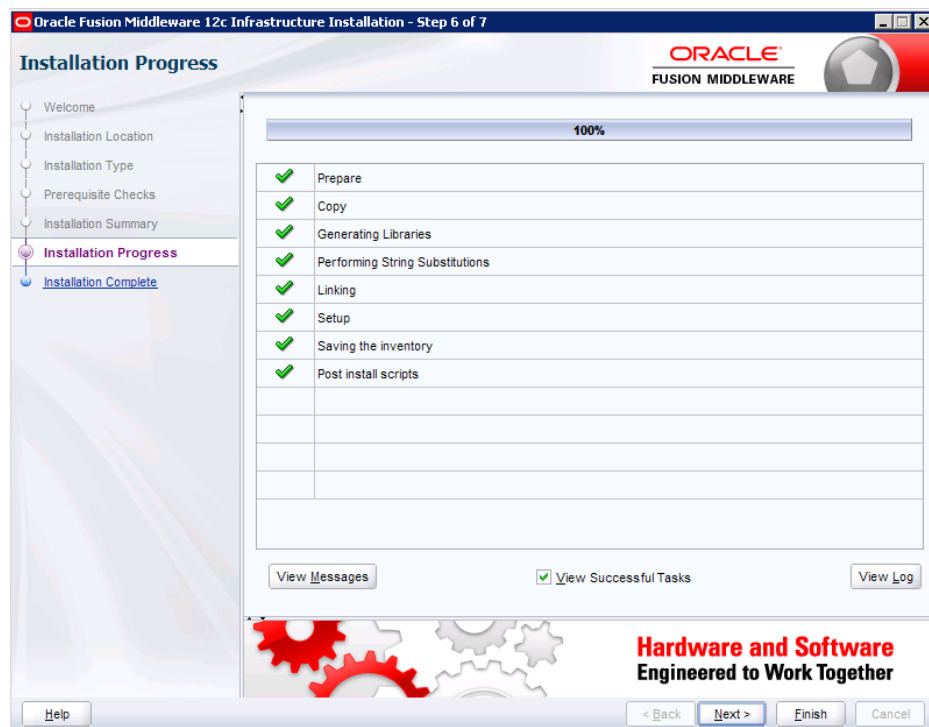 Oracle Fusion Middleware 12c Infrastructure Installation - Step 6 of 7
Installation Progress
ORACLE
FUSION MIDDLEWARE
Welcome
Installation Location
Installation Type
Prerequisite Checks
Installation Summary
Installation Progress
Installation Complete
100%
Prepare
Copy
Generating Libraries
Performing String Substitutions
Linking
Setup
Saving the inventory
Post install scripts
View Messages
View Successful Tasks
View Log
Hardware and Software
Engineered to Work Together
Help
< Back
Next >
Finish
Cancel